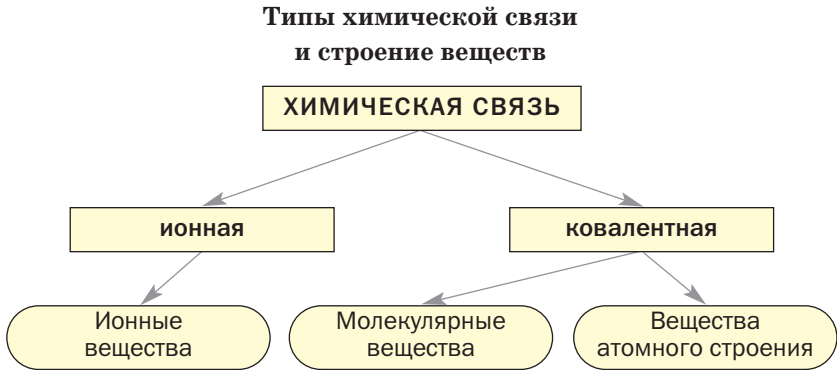 Типы химической связи
и строение веществ
ХИМИЧЕСКАЯ СВЯЗЬ
ионная
ковалентная
Ионные
вещества
Молекулярные
вещества
Вещества
атомного строения